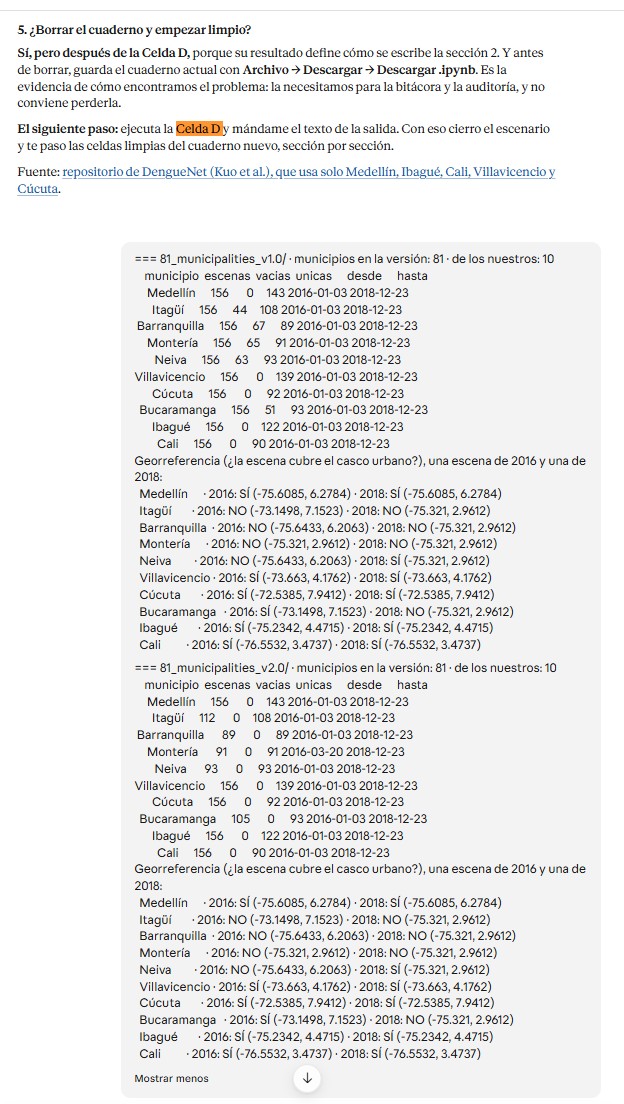 5. ¿Borrar el cuaderno y empezar limpio?
Sí, pero después de la Celda D, porque su resultado define cómo se escribe la sección 2. Y antes
de borrar, guarda el cuaderno actual con Archivo → Descargar → Descargar .ipynb. Es la
evidencia de cómo encontramos el problema: la necesitamos para la bitácora y la auditoría, y no
conviene perderla.
El siguiente paso: ejecuta la Celda D y mándame el texto de la salida. Con eso cierro el escenario
y te paso las celdas limpias del cuaderno nuevo, sección por sección.
Fuente: repositorio de DengueNet (Kuo et al.), que usa solo Medellín, Ibagué, Cali, Villavicencio y
Cúcuta.
=== 81_municipalities_v1.0/ · municipios en la versión: 81 · de los nuestros: 10
municipio escenas vacias unicas desde hasta
Medellín 156 0 143 2016-01-03 2018-12-23
Itagüí 156 44 108 2016-01-03 2018-12-23
Barranquilla 156 67 89 2016-01-03 2018-12-23
Montería 156 65 91 2016-01-03 2018-12-23
Neiva 156 63 93 2016-01-03 2018-12-23
Villavicencio 156 0 139 2016-01-03 2018-12-23
Cúcuta 156 0 92 2016-01-03 2018-12-23
Bucaramanga 156 51 93 2016-01-03 2018-12-23
Ibagué 156 0 122 2016-01-03 2018-12-23
Cali 156 0 90 2016-01-03 2018-12-23
Georreferencia (¿la escena cubre el casco urbano?), una escena de 2016 y una de
2018:
Medellín · 2016: SÍ (-75.6085, 6.2784) · 2018: SÍ (-75.6085, 6.2784)
Itagüí · 2016: NO (-73.1498, 7.1523) · 2018: NO (-75.321, 2.9612)
Barranquilla · 2016: NO (-75.6433, 6.2063) · 2018: NO (-75.321, 2.9612)
Montería · 2016: NO (-75.321, 2.9612) · 2018: NO (-75.321, 2.9612)
Neiva · 2016: NO (-75.6433, 6.2063) · 2018: SÍ (-75.321, 2.9612)
Villavicencio · 2016: SÍ (-73.663, 4.1762) · 2018: SÍ (-73.663, 4.1762)
Cúcuta · 2016: SÍ (-72.5385, 7.9412) · 2018: SÍ (-72.5385, 7.9412)
Bucaramanga · 2016: SÍ (-73.1498, 7.1523) · 2018: NO (-75.321, 2.9612)
Ibagué · 2016: SÍ (-75.2342, 4.4715) · 2018: SÍ (-75.2342, 4.4715)
Cali · 2016: SÍ (-76.5532, 3.4737) · 2018: SÍ (-76.5532, 3.4737)
=== 81_municipalities_v2.0/ · municipios en la versión: 81 · de los nuestros: 10
municipio escenas vacias unicas desde hasta
Medellín 156 0 143 2016-01-03 2018-12-23
Itagüí 112 0 108 2016-01-03 2018-12-23
Barranquilla 89 0 89 2016-01-03 2018-12-23
Montería 91 0 91 2016-03-20 2018-12-23
Neiva 93 0 93 2016-01-03 2018-12-23
Villavicencio 156 0 139 2016-01-03 2018-12-23
Cúcuta 156 0 92 2016-01-03 2018-12-23
Bucaramanga 105 0 93 2016-01-03 2018-12-23
Ibagué 156 0 122 2016-01-03 2018-12-23
Cali 156 0 90 2016-01-03 2018-12-23
Georreferencia (¿la escena cubre el casco urbano?), una escena de 2016 y una de
2018:
Medellín · 2016: SÍ (-75.6085, 6.2784) · 2018: SÍ (-75.6085, 6.2784)
Itagüí · 2016: NO (-73.1498, 7.1523) · 2018: NO (-75.321, 2.9612)
Barranquilla · 2016: NO (-75.6433, 6.2063) · 2018: NO (-75.321, 2.9612)
Montería · 2016: NO (-75.321, 2.9612) · 2018: NO (-75.321, 2.9612)
Neiva · 2016: NO (-75.6433, 6.2063) · 2018: SÍ (-75.321, 2.9612)
Villavicencio · 2016: SÍ (-73.663, 4.1762) · 2018: SÍ (-73.663, 4.1762)
Cúcuta · 2016: SÍ (-72.5385, 7.9412) · 2018: SÍ (-72.5385, 7.9412)
Bucaramanga · 2016: SÍ (-73.1498, 7.1523) · 2018: NO (-75.321, 2.9612)
Ibagué · 2016: SÍ (-75.2342, 4.4715) · 2018: SÍ (-75.2342, 4.4715)
Cali · 2016: SÍ (-76.5532, 3.4737) · 2018: SÍ (-76.5532, 3.4737)
Mostrar menos